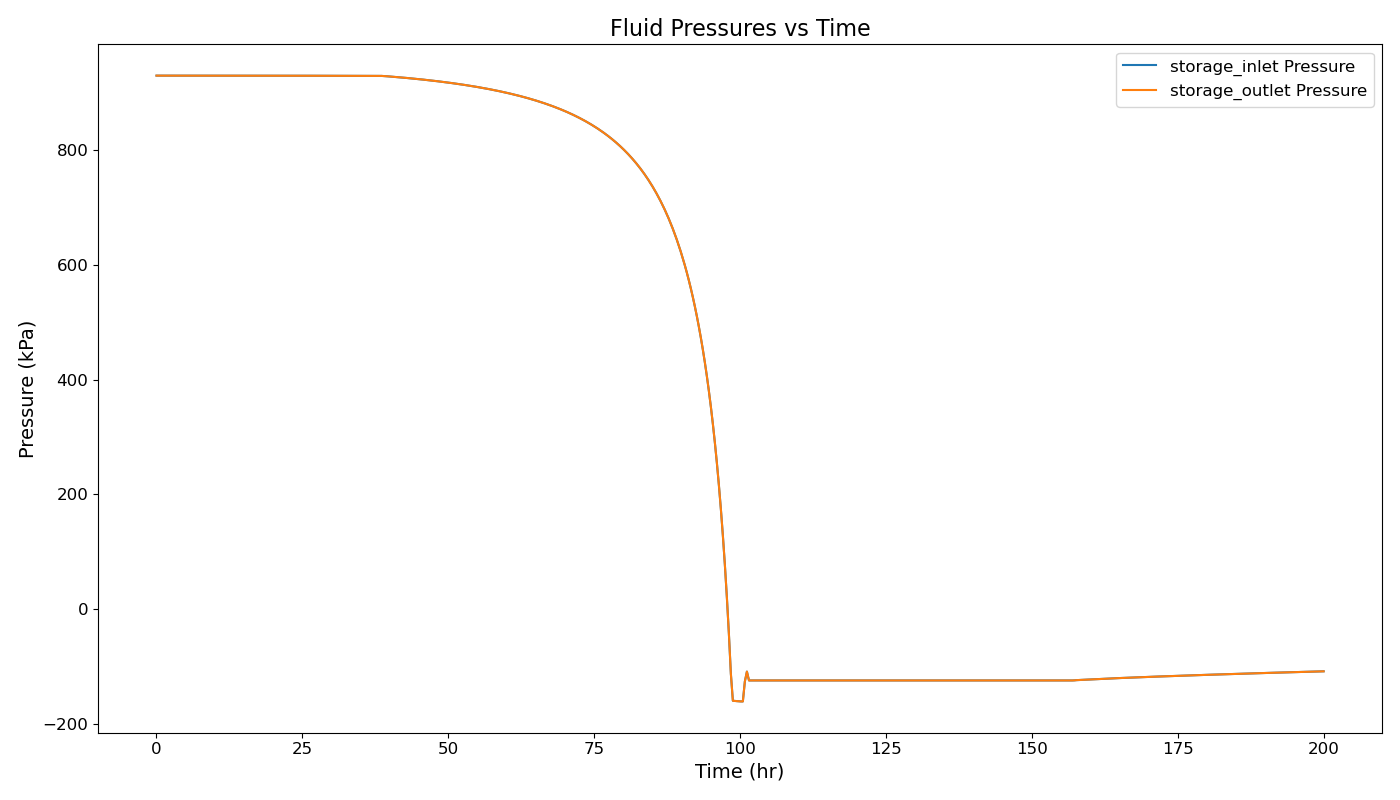 Fluid Pressures vs Time
storage_inlet Pressure
storage_outlet Pressure
Pressure (kPa)
800
600
400
200
0
−200
0 25 50 75 100 125 150 175 200
Time (hr)